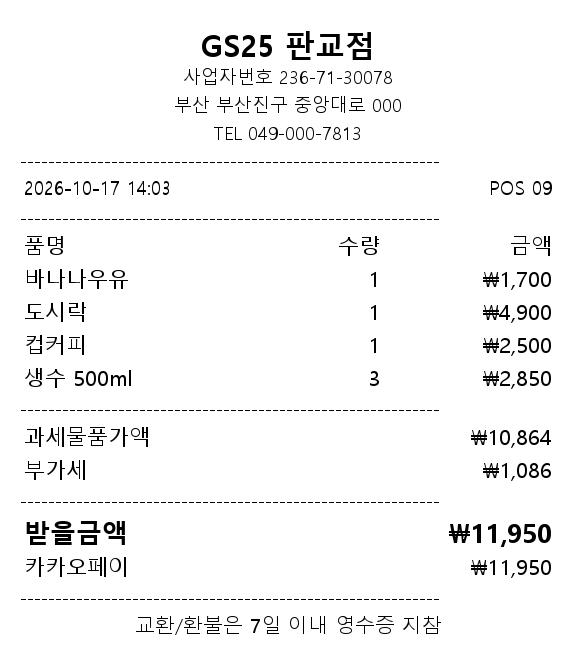 GS25 판교점
사업자번호 236-71-30078
부산 부산진구 중앙대로 000
TEL 049-000-7813
2026-10-17 14:03 POS 09
품명 수량 금액
바나나우유 1 ₩1,700
도시락 1 ₩4,900
컵커피 1 ₩2,500
생수 500ml 3 ₩2,850
과세물품가액 ₩10,864
부가세 ₩1,086
받을금액 ₩11,950
카카오페이 ₩11,950
교환/환불은 7일 이내 영수증 지참